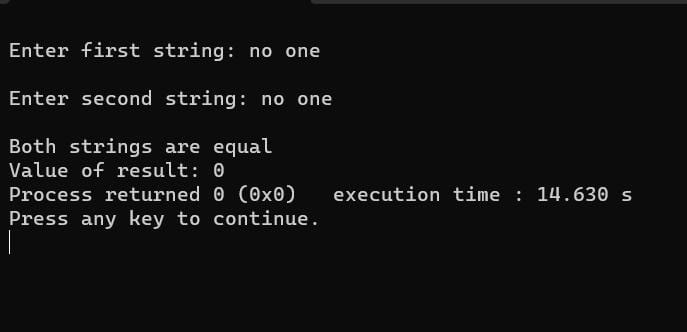 Enter first string: no one
Enter second string: no one
Both strings are equal
Value of result: 0
Process returned 0 (0x0)   execution time : 14.630 s
Press any key to continue.